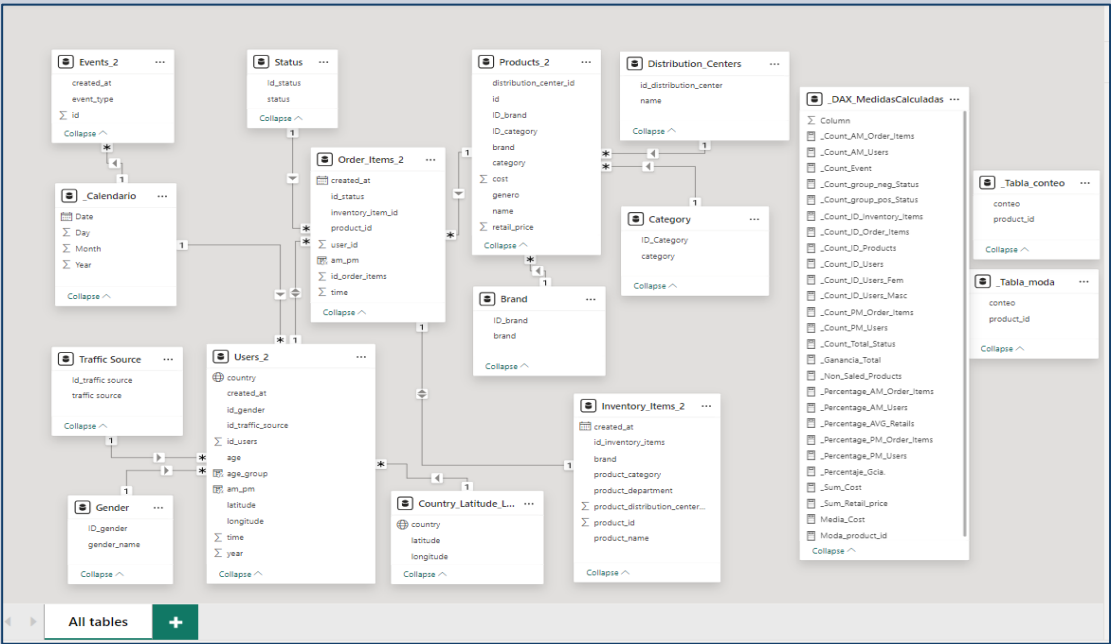 Events_2
created_at
event_type
id
Collapse
Status
id_status
status
Collapse
Products_2
distribution_center_id
id
ID_brand
ID_category
brand
category
cost
genero
name
retail_price
Collapse
Distribution_Centers
id_distribution_center
name
Collapse
_DAX_MedidasCalculadas
Column
_Count_AM_Order_Items
_Count_AM_Users
_Count_Event
_Count_group_neg_Status
_Count_group_pos_Status
_Count_ID_Inventory_Items
_Count_ID_Order_Items
_Count_ID_Products
_Count_ID_Users
_Count_ID_Users_Fem
_Count_ID_Users_Masc
_Count_PM_Order_Items
_Count_PM_Users
_Count_Total_Status
_Ganancia_Total
_Non_Saled_Products
_Percentage_AM_Order_Items
_Percentage_AM_Users
_Percentage_AVG_Retails
_Percentage_PM_Order_Items
_Percentage_PM_Users
_Percentaje_Gcia.
_Sum_Cost
_Sum_Retail_price
Media_Cost
Moda_product_id
Collapse
Order_Items_2
created_at
id_status
inventory_item_id
product_id
user_id
am_pm
id_order_items
time
Collapse
_Calendario
Date
Day
Month
Year
Collapse
_Tabla_conteo
conteo
product_id
Collapse
Category
ID_Category
category
Collapse
_Tabla_moda
conteo
product_id
Collapse
Brand
ID_brand
brand
Collapse
Traffic Source
Id_traffic source
traffic source
Collapse
Users_2
country
created_at
id_gender
id_traffic_source
id_users
age
age_group
am_pm
latitude
longitude
time
year
Collapse
Inventory_Items_2
created_at
id_inventory_items
brand
product_category
product_department
product_distribution_center...
product_id
product_name
Collapse
Gender
ID_gender
gender_name
Collapse
Country_Latitude_L...
country
latitude
longitude
Collapse
All tables